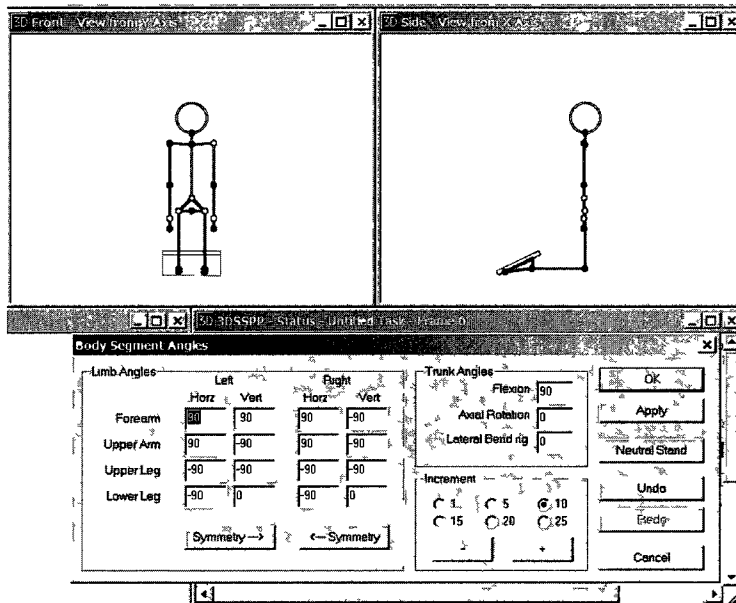 3D Front - View from Y Axis
3D Side - View from X Axis
3D 3DSSPP - Status - Untitled Task - Frame 0
Body Segment Angles
Limb Angles
Left Right
Horz Vert Horz Vert
Forearm 90 90 90 -90
Upper Arm 90 -90 90 -90
Upper Leg -90 -90 -90 -90
Lower Leg -90 0 -90 0
Symmetry -->
<-- Symmetry
Trunk Angles
Flexion 90
Axial Rotation 0
Lateral Bending 0
Increment
1 5 10
15 20 25
- +
OK
Apply
Neutral Stand
Undo
Redo
Cancel